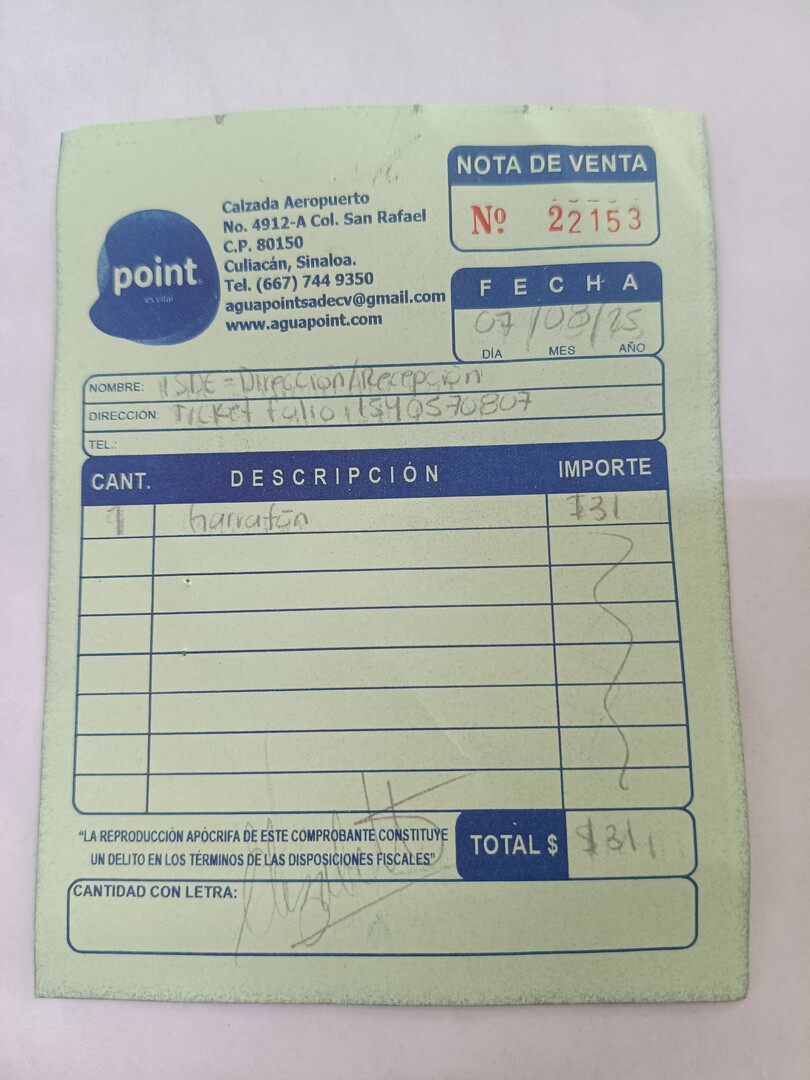 NOTA DE VENTA
Nº 22153
point
es vital
Calzada Aeropuerto
No. 4912-A Col. San Rafael
C.P. 80150
Culiacán, Sinaloa.
Tel. (667) 744 9350
aguapointsadecv@gmail.com
www.aguapoint.com
FECHA
07/08/25
DÍA MES AÑO
NOMBRE: ISDE - Dirección/Recepción
DIRECCIÓN: Ticket folio: 1540570807
TEL.:
CANT. DESCRIPCIÓN IMPORTE
1 Garrafón $31
"LA REPRODUCCIÓN APÓCRIFA DE ESTE COMPROBANTE CONSTITUYE
UN DELITO EN LOS TÉRMINOS DE LAS DISPOSICIONES FISCALES"
TOTAL $ $31
CANTIDAD CON LETRA: